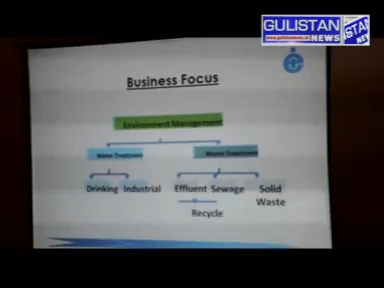 GULISTAN
NEWS
Business Focus
Environment Management
Water Treatment
Waste Treatment
Drinking
Industrial
Effluent
Sewage
Solid
Waste
Recycle